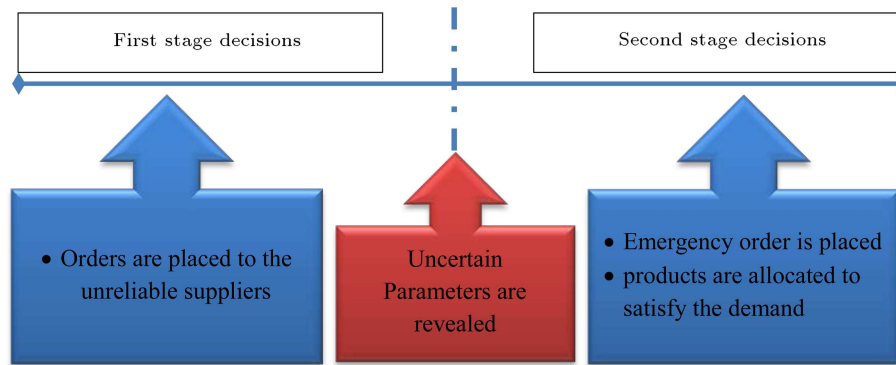 First stage decisions
Second stage decisions
• Orders are placed to the
unreliable suppliers
Uncertain
Parameters are
revealed
• Emergency order is placed
• products are allocated to
satisfy the demand